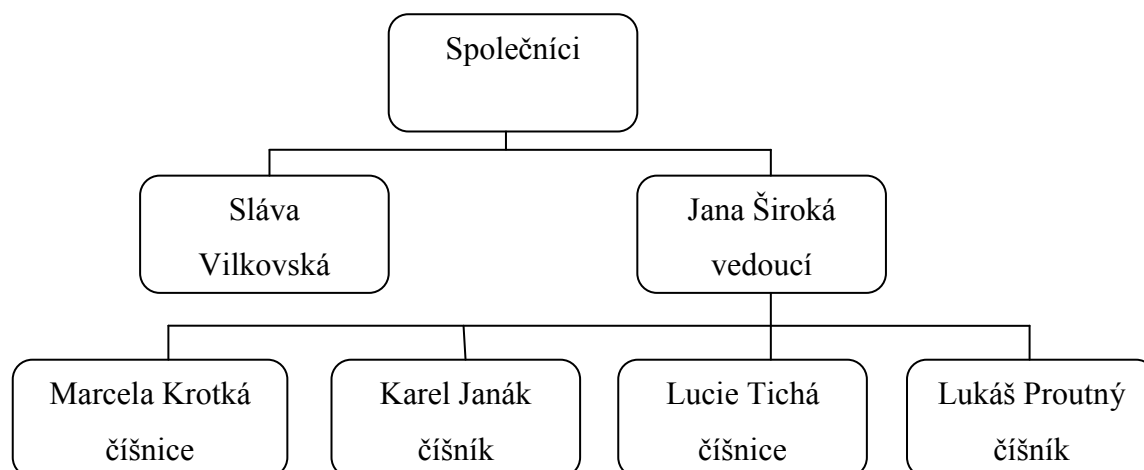 Společníci
Sláva
Vilkovská
Jana Široká
vedoucí
Marcela Krotká
číšnice
Karel Janák
číšník
Lucie Tichá
číšnice
Lukáš Proutný
číšník